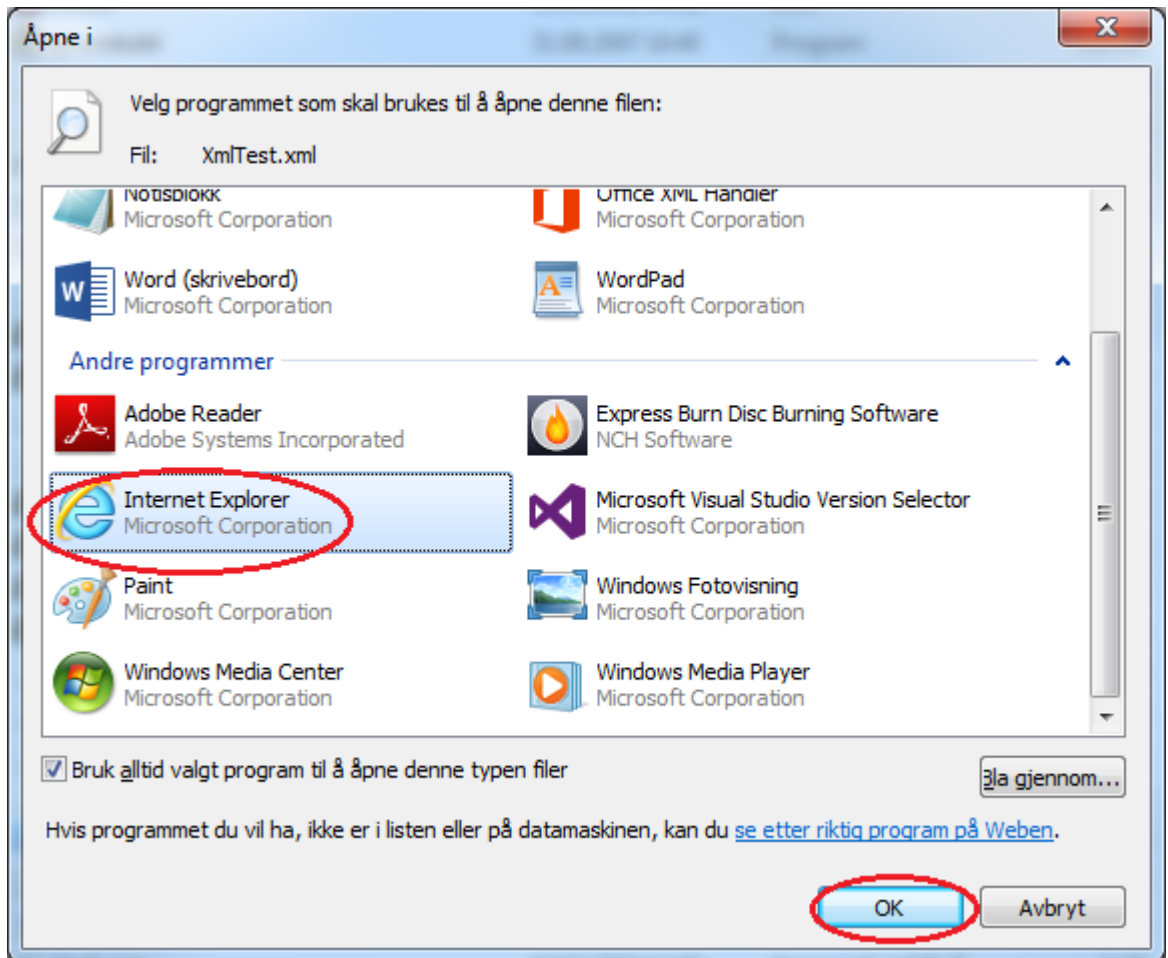 Åpne i
Velg programmet som skal brukes til å åpne denne filen:
Fil: XmlTest.xml
Notisblokk
Microsoft Corporation
Office XML Handler
Microsoft Corporation
Word (skrivebord)
Microsoft Corporation
WordPad
Microsoft Corporation
Andre programmer
Adobe Reader
Adobe Systems Incorporated
Express Burn Disc Burning Software
NCH Software
Internet Explorer
Microsoft Corporation
Microsoft Visual Studio Version Selector
Microsoft Corporation
Paint
Microsoft Corporation
Windows Fotovisning
Microsoft Corporation
Windows Media Center
Microsoft Corporation
Windows Media Player
Microsoft Corporation
Bruk alltid valgt program til å åpne denne typen filer
Bla gjennom...
Hvis programmet du vil ha, ikke er i listen eller på datamaskinen, kan du se etter riktig program på Weben.
OK
Avbryt